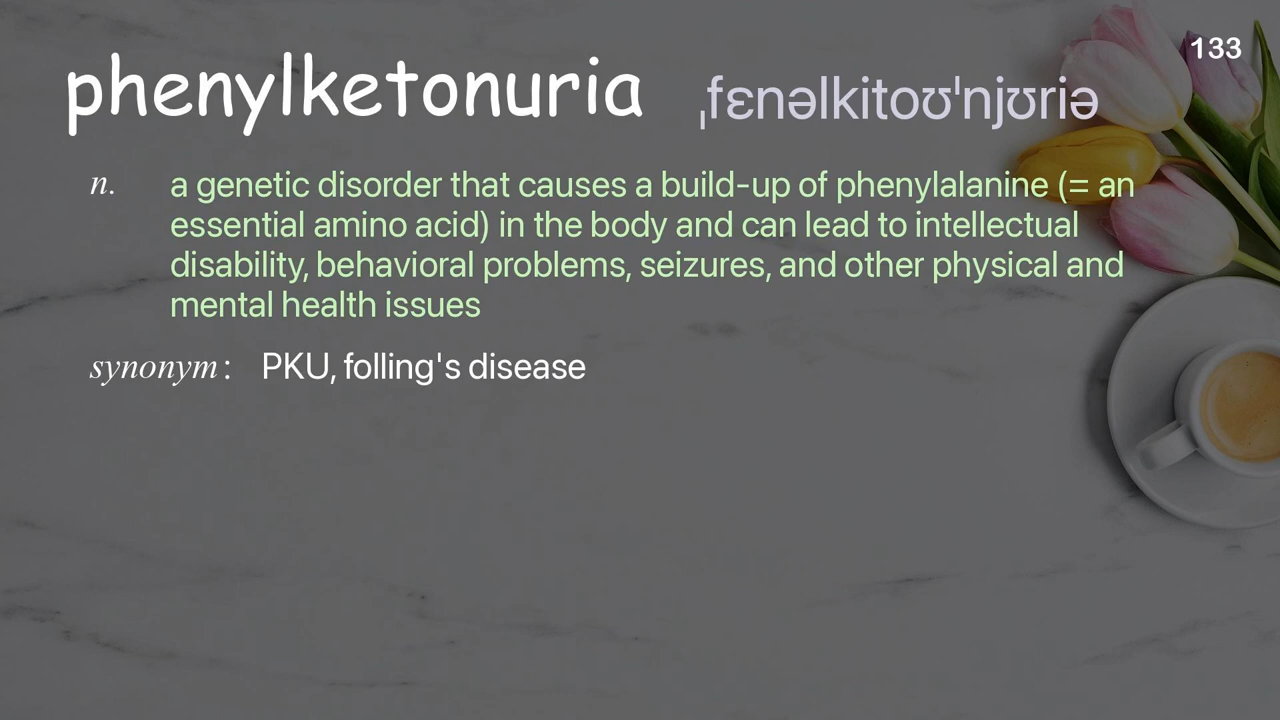 133
phenylketonuria ˌfɛnəlkitoʊˈnjʊriə
n. a genetic disorder that causes a build-up of phenylalanine (= an
essential amino acid) in the body and can lead to intellectual
disability, behavioral problems, seizures, and other physical and
mental health issues
synonym: PKU, folling's disease